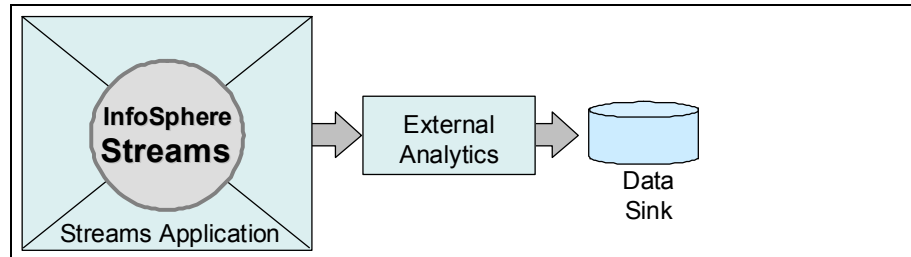 InfoSphere
Streams
Streams Application
External
Analytics
Data
Sink